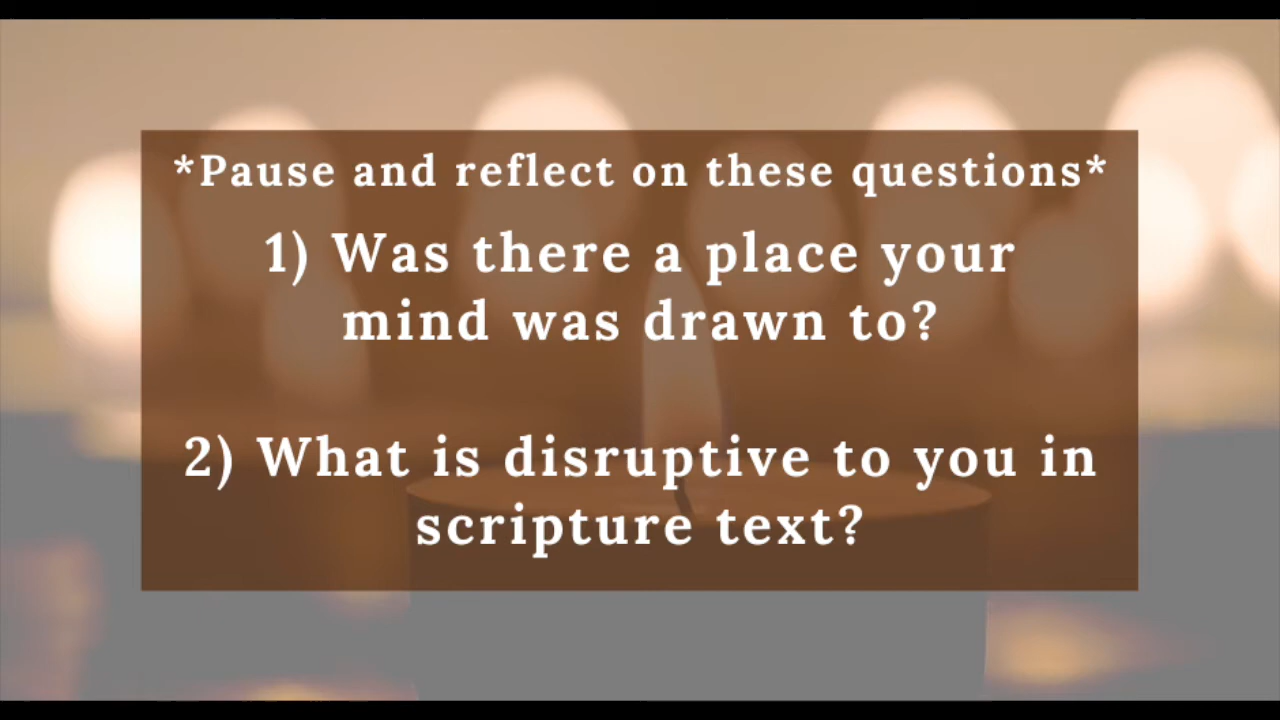 *Pause and reflect on these questions*
1) Was there a place your
mind was drawn to?
2) What is disruptive to you in
scripture text?